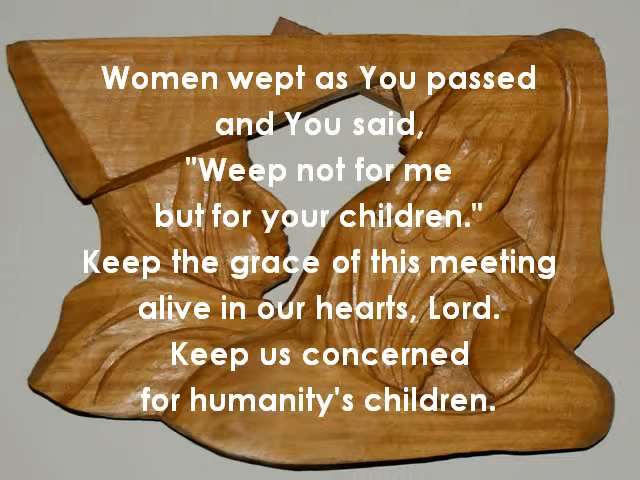 Women wept as You passed
and You said,
"Weep not for me
but for your children."
Keep the grace of this meeting
alive in our hearts, Lord.
Keep us concerned
for humanity's children.